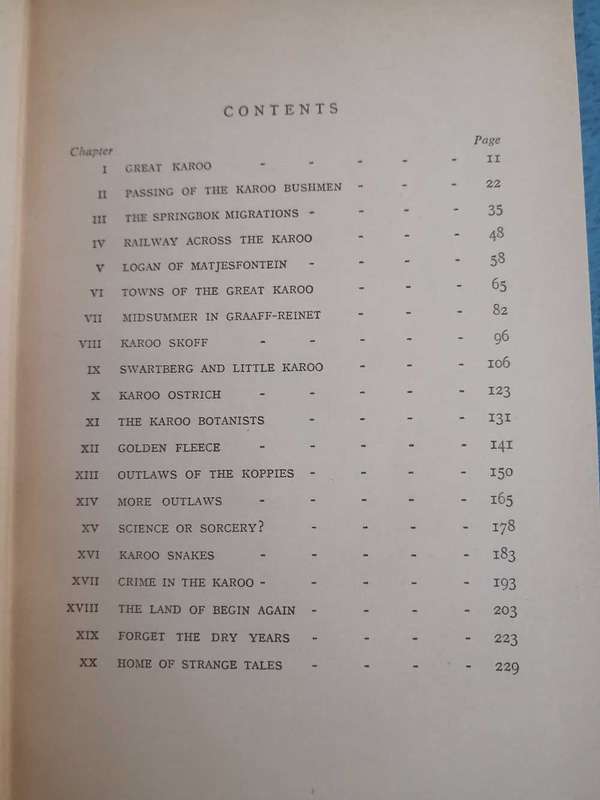 CONTENTS
Chapter Page
I GREAT KAROO - - - - - 11
II PASSING OF THE KAROO BUSHMEN - - - 22
III THE SPRINGBOK MIGRATIONS - - - - 35
IV RAILWAY ACROSS THE KAROO - - - 48
V LOGAN OF MATJESFONTEIN - - - - 58
VI TOWNS OF THE GREAT KAROO - - - 65
VII MIDSUMMER IN GRAAFF-REINET - - - 82
VIII KAROO SKOFF - - - - - 96
IX SWARTBERG AND LITTLE KAROO - - - 106
X KAROO OSTRICH - - - - - 123
XI THE KAROO BOTANISTS - - - - 131
XII GOLDEN FLEECE - - - - - 141
XIII OUTLAWS OF THE KOPPIES - - - - 150
XIV MORE OUTLAWS - - - - - 165
XV SCIENCE OR SORCERY? - - - - 178
XVI KAROO SNAKES - - - - - 183
XVII CRIME IN THE KAROO - - - - - 193
XVIII THE LAND OF BEGIN AGAIN - - - - 203
XIX FORGET THE DRY YEARS - - - - 223
XX HOME OF STRANGE TALES - - - - 229